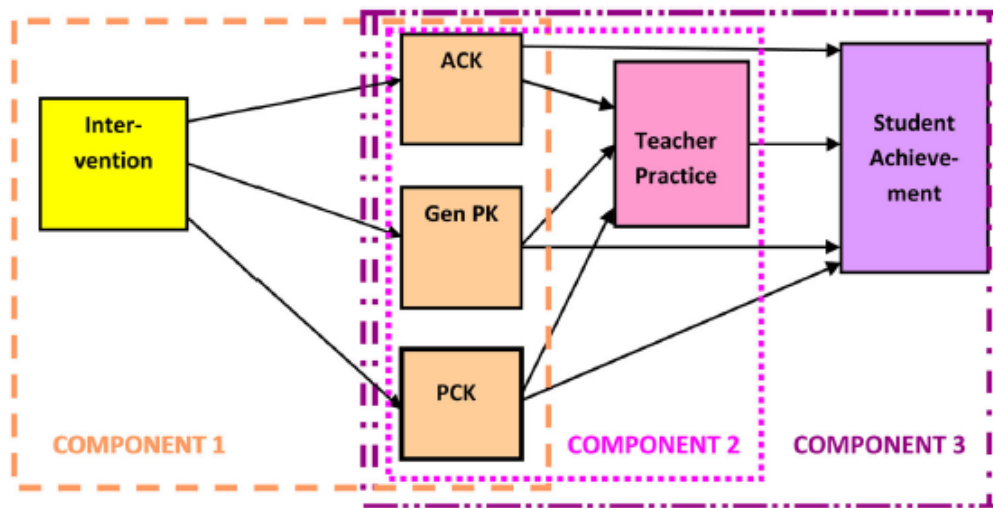 Inter-
vention
ACK
Gen PK
PCK
Teacher
Practice
Student
Achieve-
ment
COMPONENT 1
COMPONENT 2
COMPONENT 3